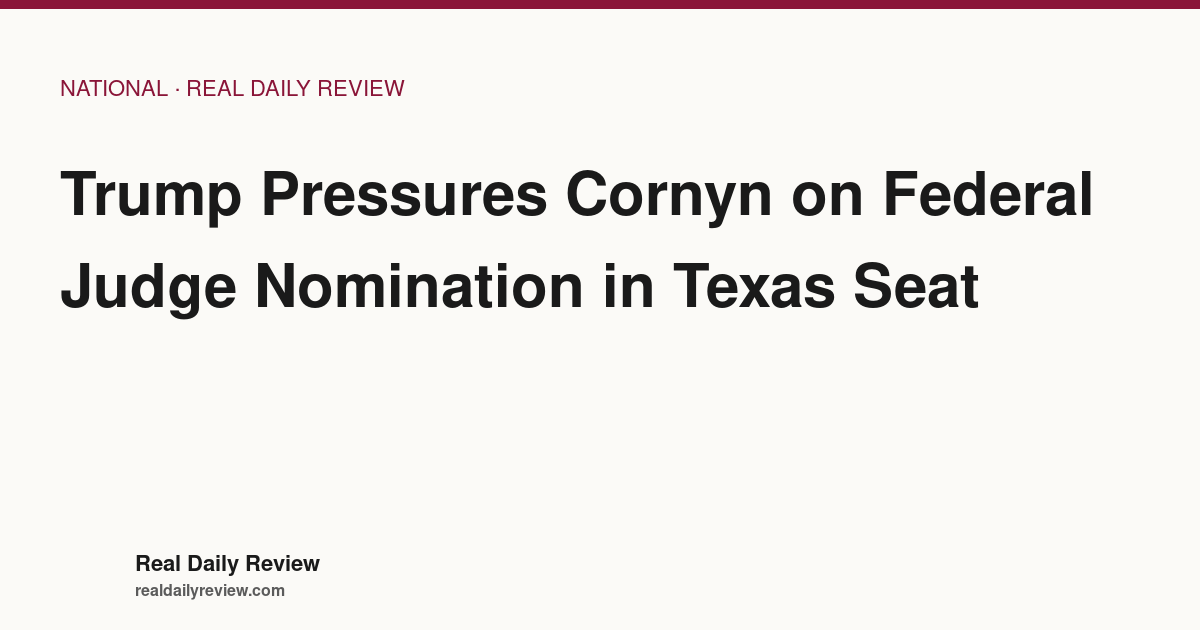 NATIONAL · REAL DAILY REVIEW
Trump Pressures Cornyn on Federal
Judge Nomination in Texas Seat
Real Daily Review
realdailyreview.com